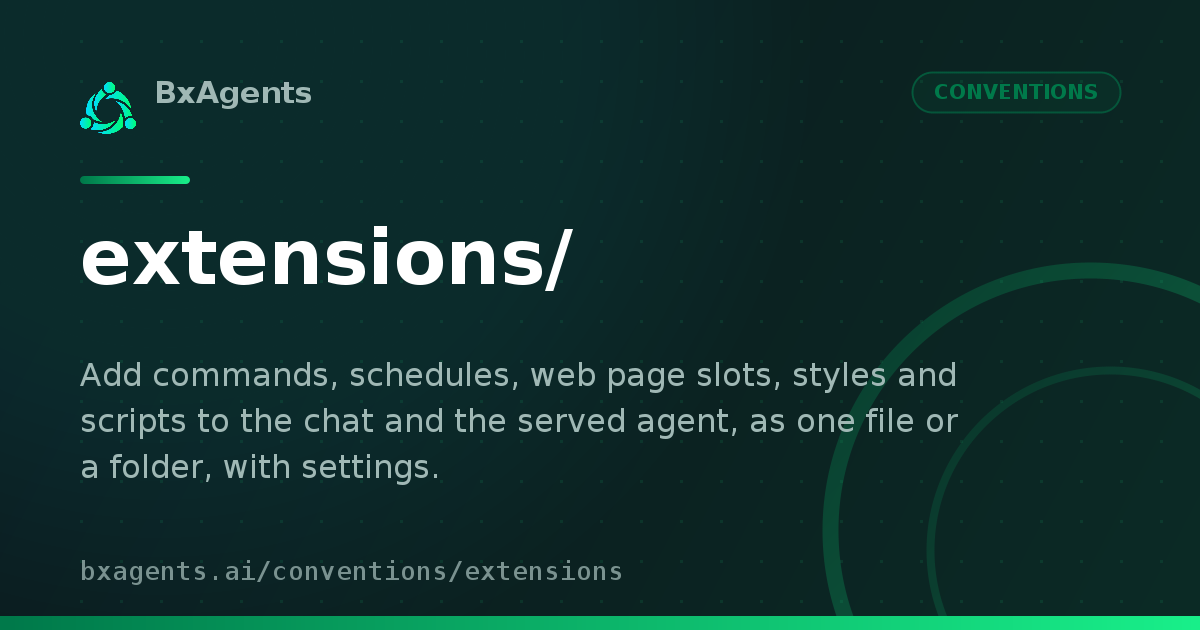 BxAgents
CONVENTIONS
extensions/
Add commands, schedules, web page slots, styles and
scripts to the chat and the served agent, as one file or
a folder, with settings.
bxagents.ai/conventions/extensions